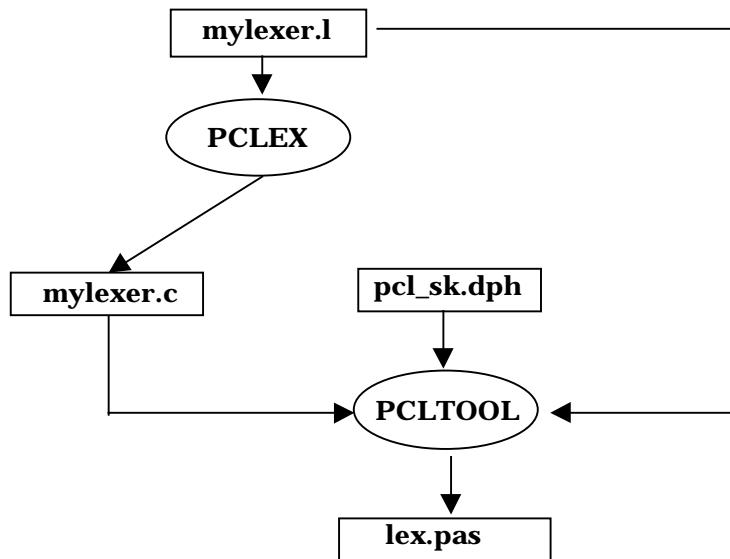 mylexer.l
PCLEX
mylexer.c
pcl_sk.dph
PCLTOOL
lex.pas